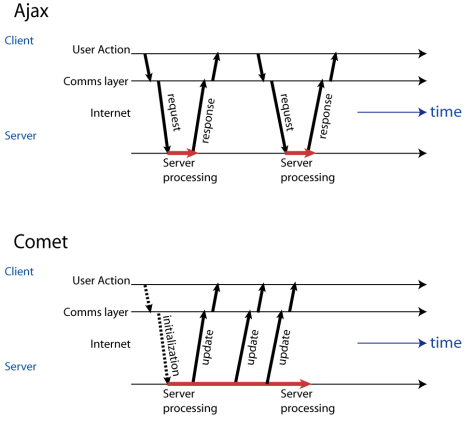 Ajax
Client
User Action
Comms layer
request
response
request
response
Internet
time
Server
Server
processing
Server
processing
Comet
Client
User Action
Comms layer
initialization
update
update
update
Internet
time
Server
Server
processing
Server
processing